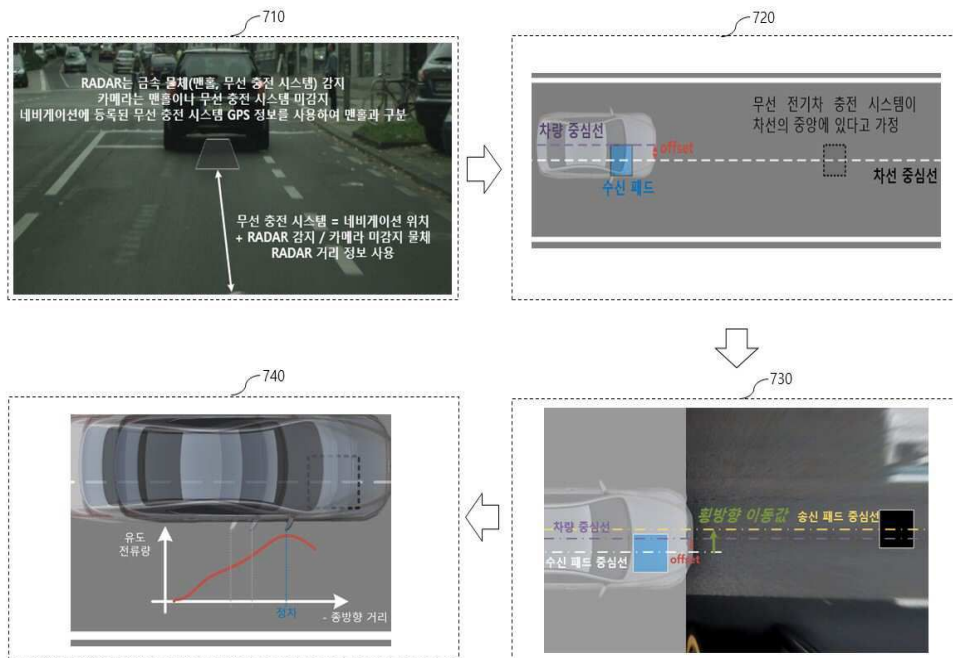 710
RADAR는 금속 물체(맨홀, 무선 충전 시스템) 감지
카메라는 맨홀이나 무선 충전 시스템 미감지
네비게이션에 등록된 무선 충전 시스템 GPS 정보를 사용하여 맨홀과 구분
무선 충전 시스템 = 네비게이션 위치
+ RADAR 감지 / 카메라 미감지 물체
RADAR 거리 정보 사용
720
무선 전기차 충전 시스템이
차선의 중앙에 있다고 가정
차량 중심선
offset
수신 패드
차선 중심선
740
유도
전류량
정지
- 종방향 거리
730
횡방향 이동값
송신 패드 중심선
차량 중심선
수신 패드 중심선
offset